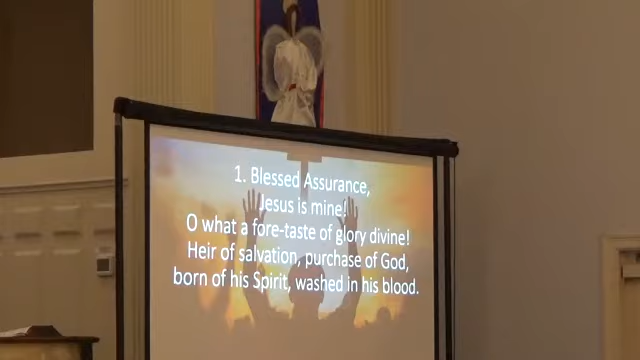 1. Blessed Assurance,
Jesus is mine!
O what a fore-taste of glory divine!
Heir of salvation, purchase of God,
born of his Spirit, washed in his blood.